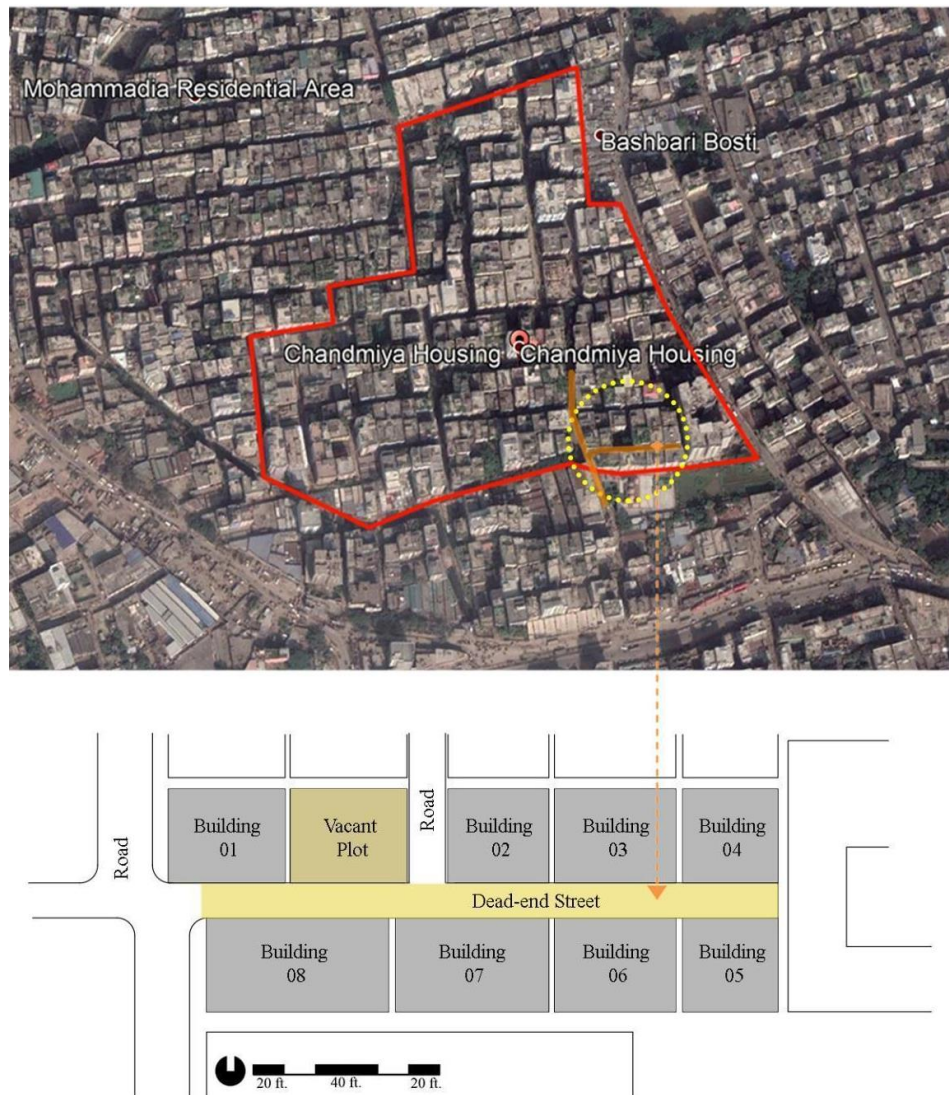 Mohammadia Residential Area
Bashbari Bosti
Chandmiya Housing
Chandmiya Housing
Road
Building
01
Vacant
Plot
Road
Building
02
Building
03
Building
04
Dead-end Street
Building
08
Building
07
Building
06
Building
05
20 ft.
40 ft.
20 ft.